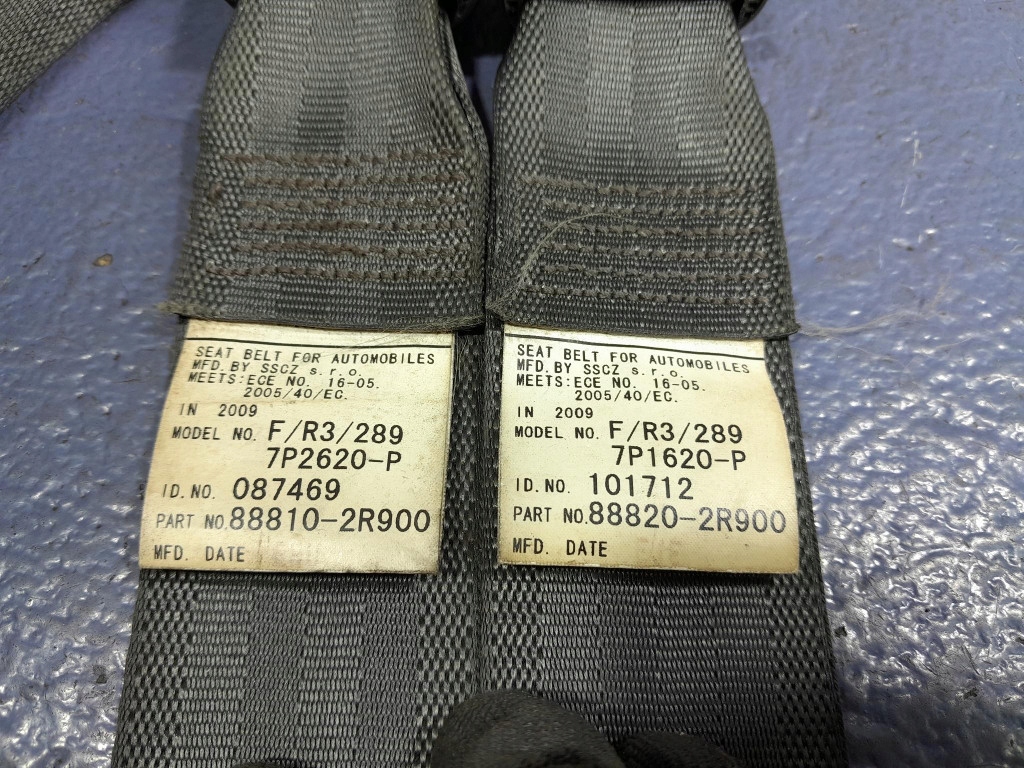 SEAT BELT FOR AUTOMOBILES
MFD. BY SSCZ s.r.o.
MEETS:ECE NO. 16-05.
2005/40/EC.
IN 2009
MODEL NO. F/R3/289
7P2620-P
ID.NO. 087469
PART NO.88810-2R900
MFD. DATE
SEAT BELT FOR AUTOMOBILES
MFD. BY SSCZ s.r.o.
MEETS:ECE NO. 16-05.
2005/40/EC.
IN 2009
MODEL NO. F/R3/289
7P1620-P
ID.NO. 101712
PART NO.88820-2R900
MFD. DATE